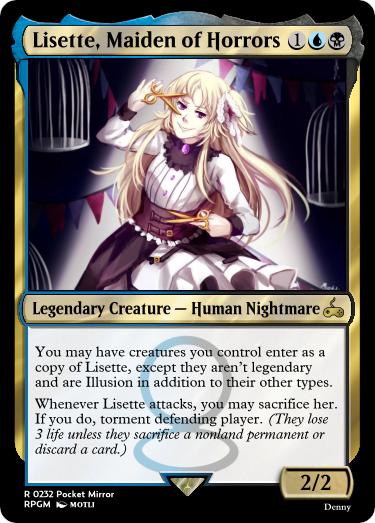 Lisette, Maiden of Horrors 1
Legendary Creature — Human Nightmare
You may have creatures you control enter as a
copy of Lisette, except they aren't legendary
and are Illusion in addition to their other types.
Whenever Lisette attacks, you may sacrifice her.
If you do, torment defending player. (They lose
3 life unless they sacrifice a nonland permanent or
discard a card.)
2/2
R 0232 Pocket Mirror
RPGM MOTLI
Denny